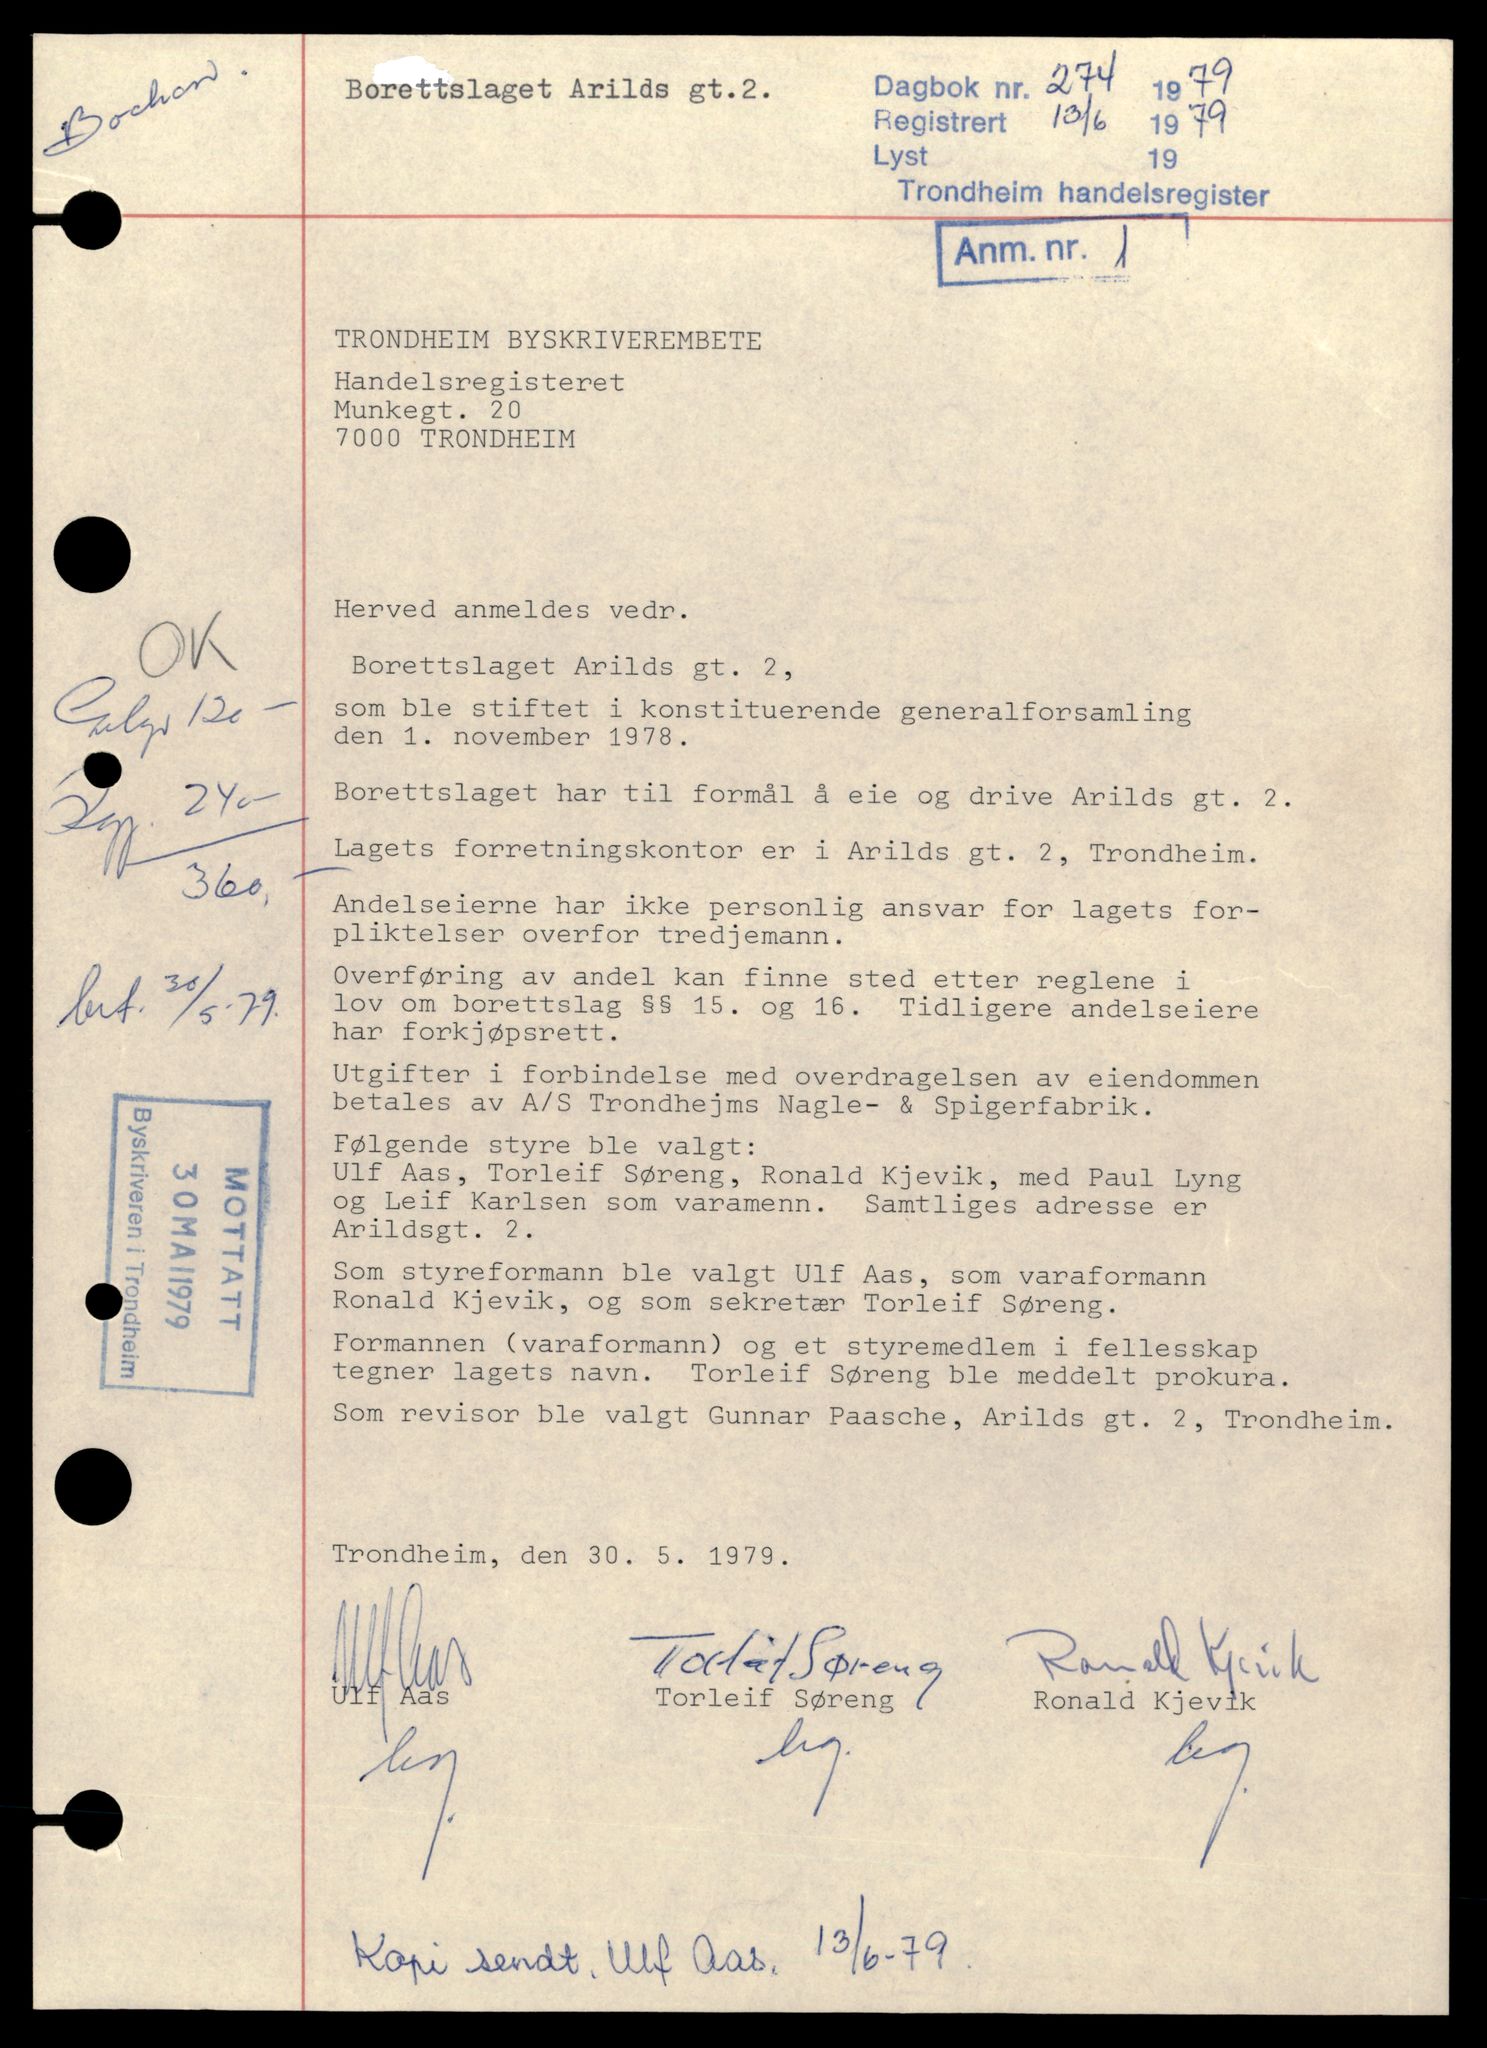 Borettslaget Arilds gt.2.
Dagbok nr. 274 1979
Registrert 13/6 1979
Lyst 19
Trondheim handelsregister
Anm. nr. 1
TRONDHEIM BYSKRIVEREMBETE
Handelsregisteret
Munkegt. 20
7000 TRONDHEIM
Herved anmeldes vedr.
Borettslaget Arilds gt. 2,
som ble stiftet i konstituerende generalforsamling
den 1. november 1978.
Borettslaget har til formål å eie og drive Arilds gt. 2.
Lagets forretningskontor er i Arilds gt. 2, Trondheim.
Andelseierne har ikke personlig ansvar for lagets for-
pliktelser overfor tredjemann.
Overføring av andel kan finne sted etter reglene i
lov om borettslag §§ 15. og 16. Tidligere andelseiere
har forkjøpsrett.
Utgifter i forbindelse med overdragelsen av eiendommen
betales av A/S Trondhejms Nagle- & Spigerfabrik.
Følgende styre ble valgt:
Ulf Aas, Torleif Søreng, Ronald Kjevik, med Paul Lyng
og Leif Karlsen som varamenn. Samtliges adresse er
Arildsgt. 2.
Som styreformann ble valgt Ulf Aas, som varaformann
Ronald Kjevik, og som sekretær Torleif Søreng.
Formannen (varaformann) og et styremedlem i fellesskap
tegner lagets navn. Torleif Søreng ble meddelt prokura.
Som revisor ble valgt Gunnar Paasche, Arilds gt. 2, Trondheim.
OK
120-
240-
360,-
30/5-79.
MOTTATT
30 MAI 1979
Byskriveren i Trondheim
Trondheim, den 30. 5. 1979.
Ulf Aas Torleif Søreng Ronald Kjevik
Ulf Aas Torleif Søreng Ronald Kjevik
Kopi sendt. Ulf Aas. 13/6-79.